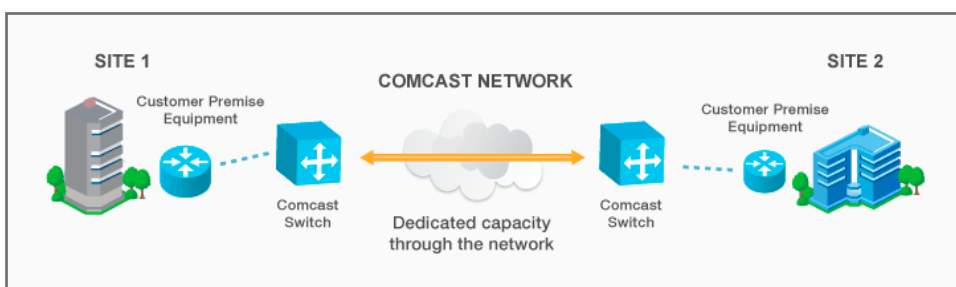 SITE 1
SITE 2
COMCAST NETWORK
Customer Premise
Equipment
Customer Premise
Equipment
Comcast
Switch
Dedicated capacity
through the network
Comcast
Switch